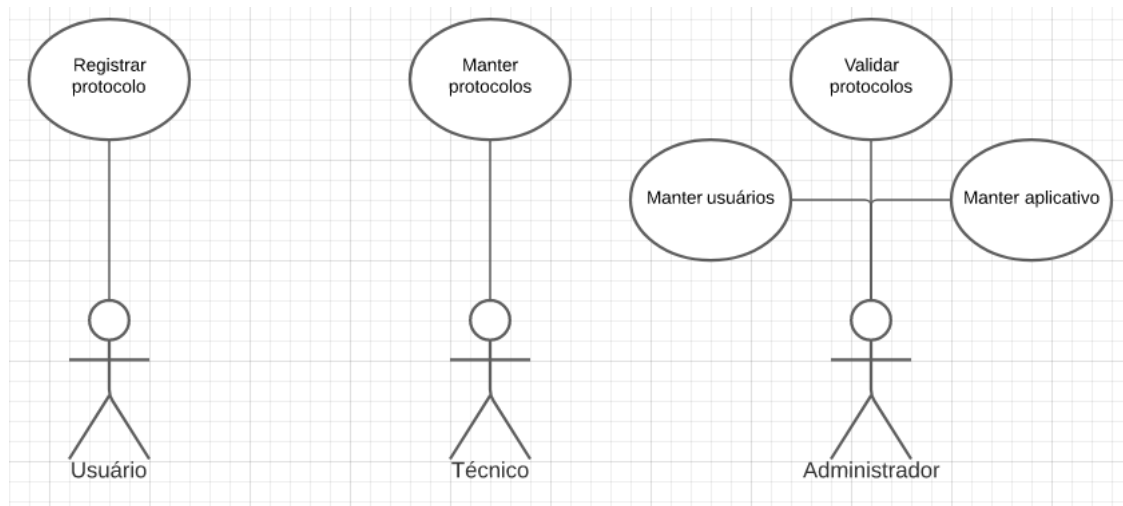 Registrar
protocolo
Manter
protocolos
Validar
protocolos
Manter usuários
Manter aplicativo
Usuário
Técnico
Administrador